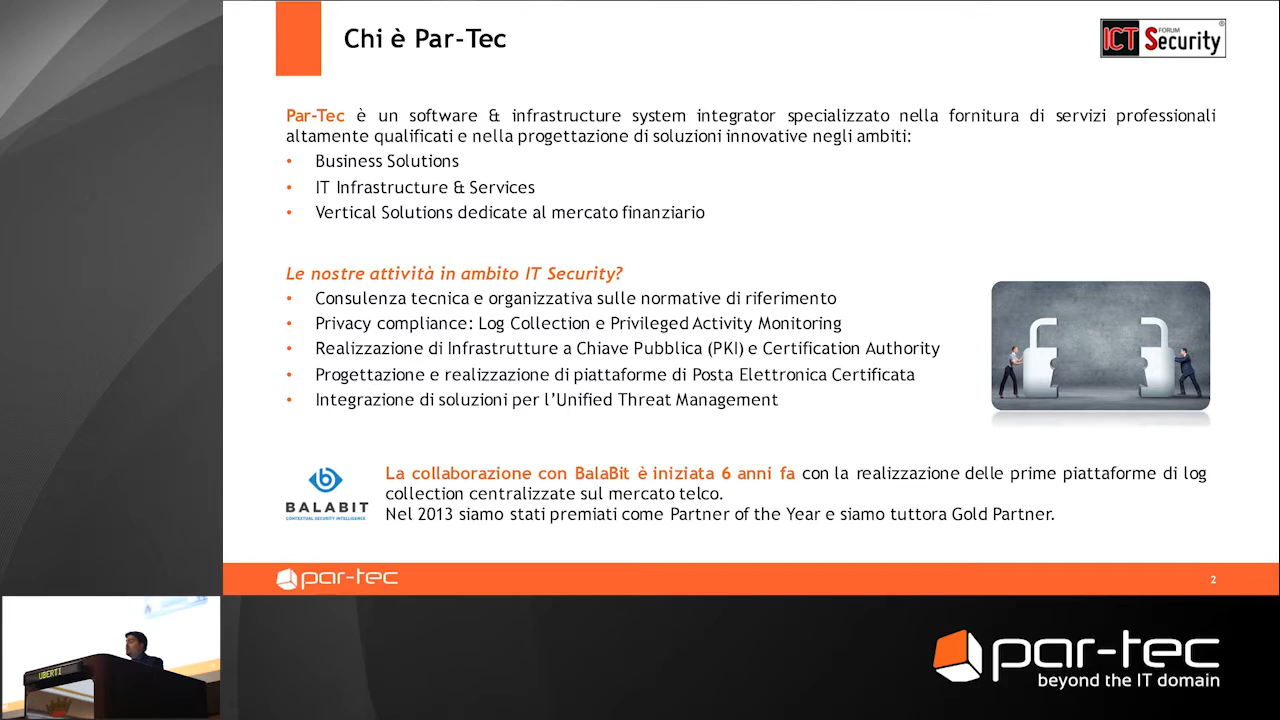 Chi è Par-Tec
ICT FORUM Security ®
Par-Tec è un software & infrastructure system integrator specializzato nella fornitura di servizi professionali
altamente qualificati e nella progettazione di soluzioni innovative negli ambiti:
• Business Solutions
• IT Infrastructure & Services
• Vertical Solutions dedicate al mercato finanziario
Le nostre attività in ambito IT Security?
• Consulenza tecnica e organizzativa sulle normative di riferimento
• Privacy compliance: Log Collection e Privileged Activity Monitoring
• Realizzazione di Infrastrutture a Chiave Pubblica (PKI) e Certification Authority
• Progettazione e realizzazione di piattaforme di Posta Elettronica Certificata
• Integrazione di soluzioni per l’Unified Threat Management
BALABIT
CONTEXTUAL SECURITY INTELLIGENCE
La collaborazione con BalaBit è iniziata 6 anni fa con la realizzazione delle prime piattaforme di log
collection centralizzate sul mercato telco.
Nel 2013 siamo stati premiati come Partner of the Year e siamo tuttora Gold Partner.
par-tec
2
UBERTI
par-tec
beyond the IT domain